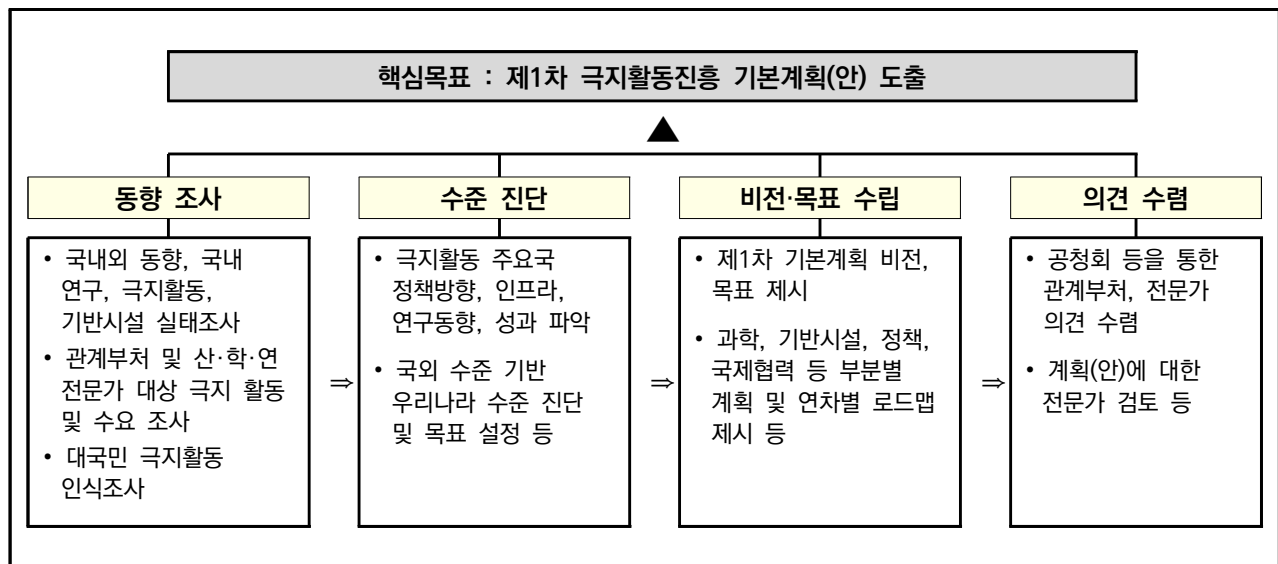 핵심목표 : 제1차 극지활동진흥 기본계획(안) 도출
▲
동향 조사
• 국내외 동향, 국내
연구, 극지활동,
기반시설 실태조사
• 관계부처 및 산·학·연
전문가 대상 극지 활동
및 수요 조사
• 대국민 극지활동
인식조사
⇒
수준 진단
• 극지활동 주요국
정책방향, 인프라,
연구동향, 성과 파악
• 국외 수준 기반
우리나라 수준 진단
및 목표 설정 등
⇒
비전·목표 수립
• 제1차 기본계획 비전,
목표 제시
• 과학, 기반시설, 정책,
국제협력 등 부분별
계획 및 연차별 로드맵
제시 등
⇒
의견 수렴
• 공청회 등을 통한
관계부처, 전문가
의견 수렴
• 계획(안)에 대한
전문가 검토 등